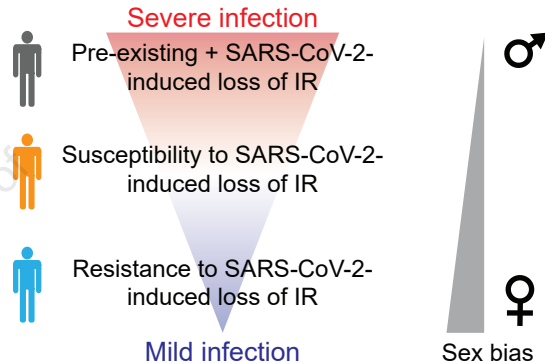 Severe infection
Pre-existing + SARS-CoV-2-
induced loss of IR
Susceptibility to SARS-CoV-2-
induced loss of IR
Resistance to SARS-CoV-2-
induced loss of IR
Mild infection
Sex bias